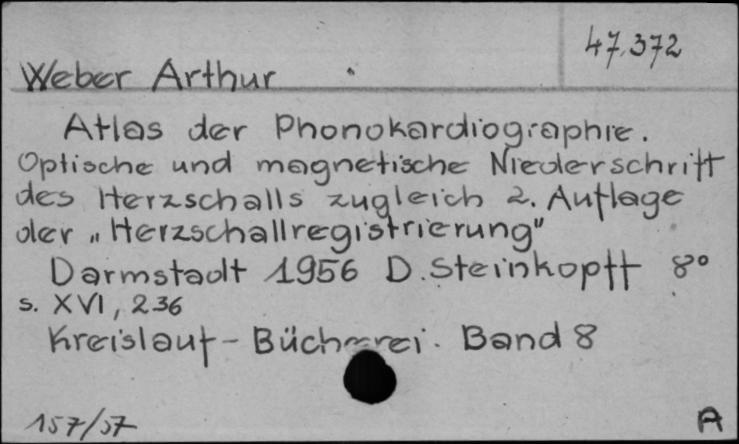 47.372
Weber Arthur
Atlas der Phonokardiographie.
Optische und magnetische Niederschrift
des Herzschalls zugleich 2. Auflage
der „Herzschallregistrierung"
Darmstadt 1956 D. Steinkopff 8°
s. XVI, 236
Kreislauf-Bücherei. Band 8
157/57
A